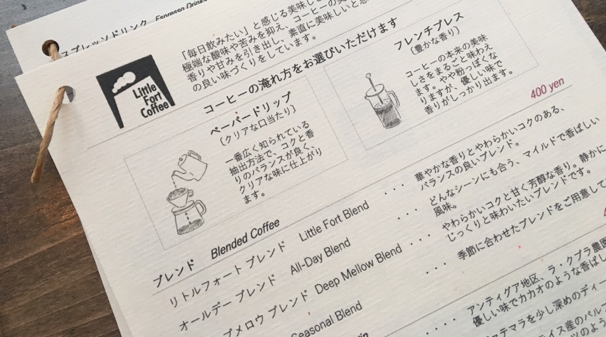 スプレッソドリンク Espresso Drink
「毎日飲みたい」と感じる美味し
極端な酸味や苦みを抑え、コーヒーの美
香りや甘みを引き出し、素直に美味しいと思
の良い味づくりをしています。
Little
Fort
Coffee
コーヒーの淹れ方をお選びいただけます
ペーパードリップ
(クリアな口当たり)
一番広く知られている
抽出方法で、コクと香
りのバランスが良く、
クリアな味に仕上がり
ます。
フレンチプレス
(豊かな香り)
コーヒーの本来の美味
しさをまるごと味わえ
ます。やや粉っぽくな
りますが、優しい味で
香りがしっかり出ます。
400 yen
ブレンド Blended Coffee
リトルフォート ブレンド Little Fort Blend ････ 華やかな香りとやわらかいコクのある、
バランスの良いブレンド。
オールデー ブレンド All-Day Blend ････ どんなシーンにも合う、マイルドで香ばしい
風味。
プメロウ ブレンド Deep Mellow Blend ････ やわらかいコクと甘く芳醇な香り。静かに
じっくりと味わいたいブレンドです。
Seasonal Blend ････ 季節に合わせたブレンドをご用意して
アンティグア地区、ラ・クプラ農園
優しい味でカカオのような香ばし
テマラを少し深めのディー